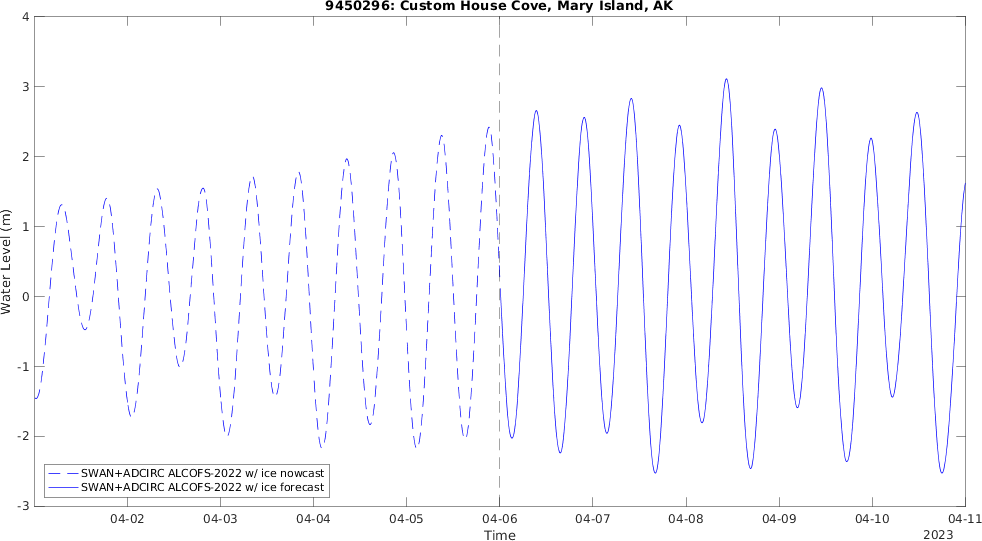 9450296: Custom House Cove, Mary Island, AK
Water Level (m)
4
3
2
1
0
-1
-2
-3
SWAN+ADCIRC ALCOFS-2022 w/ ice nowcast
SWAN+ADCIRC ALCOFS-2022 w/ ice forecast
04-02 04-03 04-04 04-05 04-06 04-07 04-08 04-09 04-10 04-11
Time
2023